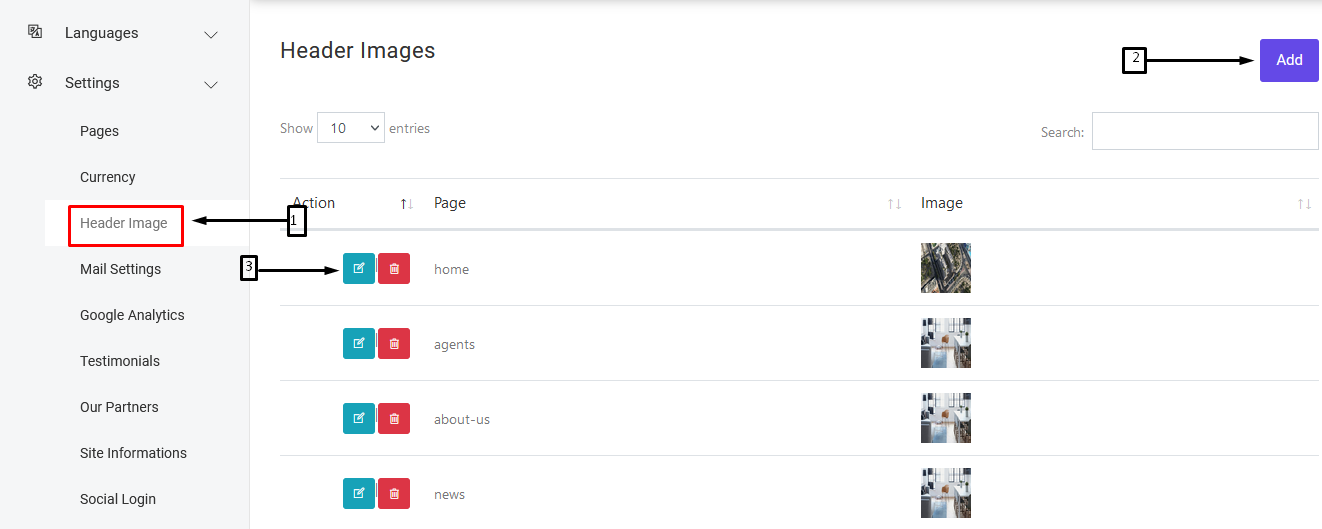 Languages
Settings
Pages
Currency
Header Image
Mail Settings
Google Analytics
Testimonials
Our Partners
Site Informations
Social Login
Header Images
2
Add
Show 10 entries
Search:
Action Page Image
1
3
home
agents
about-us
news